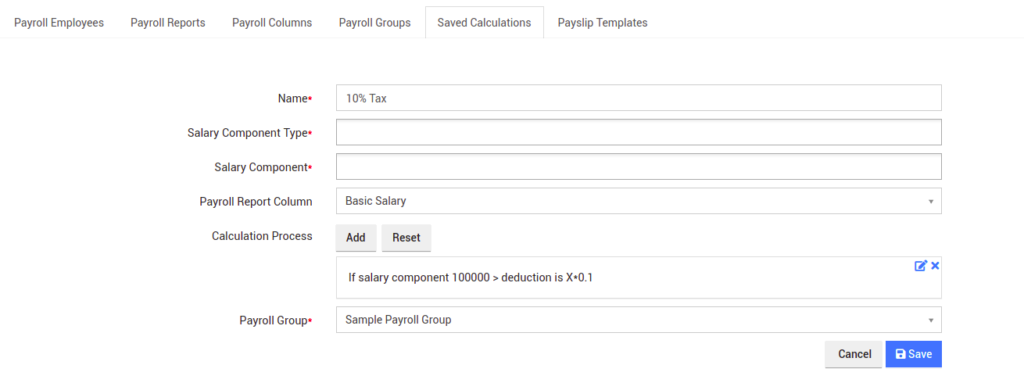 Payroll Employees Payroll Reports Payroll Columns Payroll Groups Saved Calculations Payslip Templates
Name* 10% Tax
Salary Component Type*
Salary Component*
Payroll Report Column Basic Salary
Calculation Process Add Reset
If salary component 100000 > deduction is X*0.1
Payroll Group* Sample Payroll Group
Cancel Save